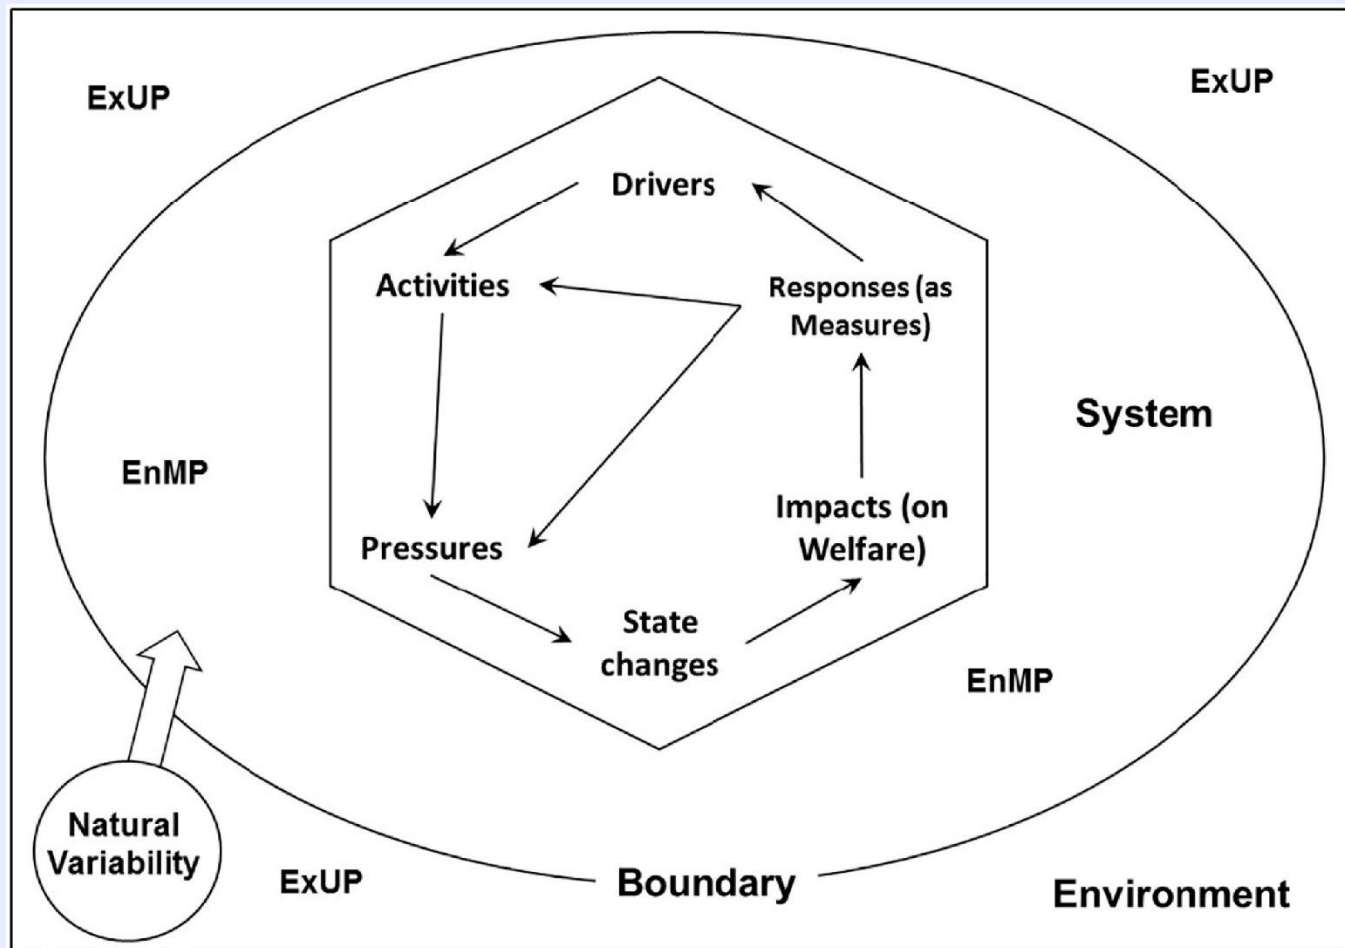 ExUP
ExUP
Drivers
Activities
Responses (as
Measures)
System
EnMP
Impacts (on
Welfare)
Pressures
State
changes
EnMP
Natural
Variability
ExUP
Boundary
Environment